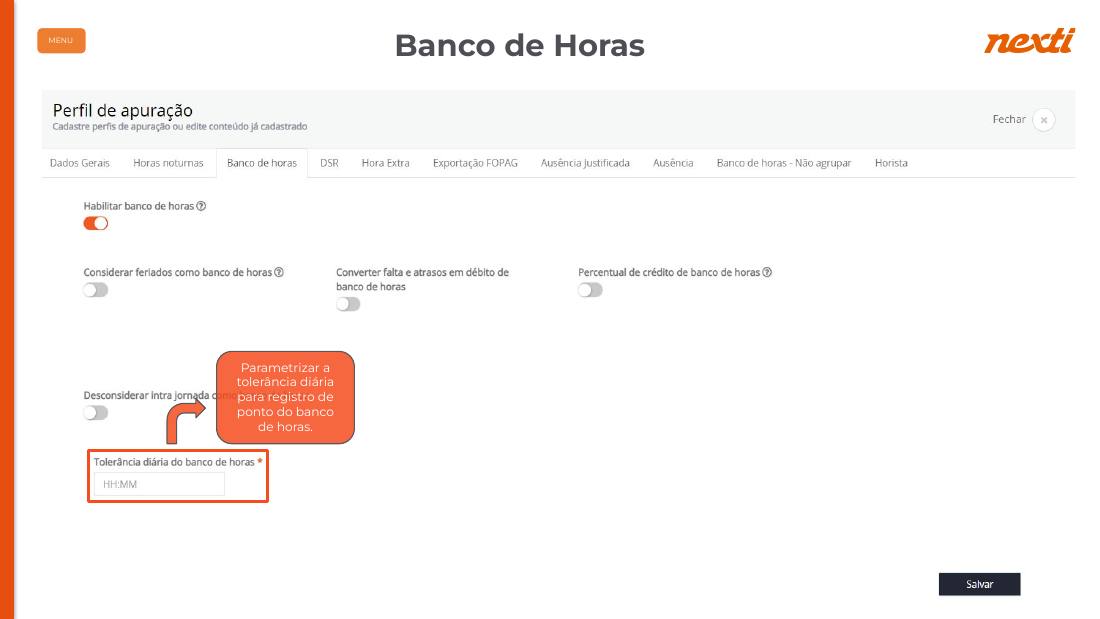 MENU
Banco de Horas
nexti
Perfil de apuração
Cadastre perfis de apuração ou edite conteúdo já cadastrado
Fechar ×
Dados Gerais Horas noturnas Banco de horas DSR Hora Extra Exportação FOPAG Ausência Justificada Ausência Banco de horas - Não agrupar Horista
Habilitar banco de horas ?
Considerar feriados como banco de horas ?
Converter falta e atrasos em débito de
banco de horas
Percentual de crédito de banco de horas ?
Parametrizar a
tolerância diária
para registro de
ponto do banco
de horas.
Desconsiderar intra jornada
Tolerância diária do banco de horas *
HH:MM
Salvar